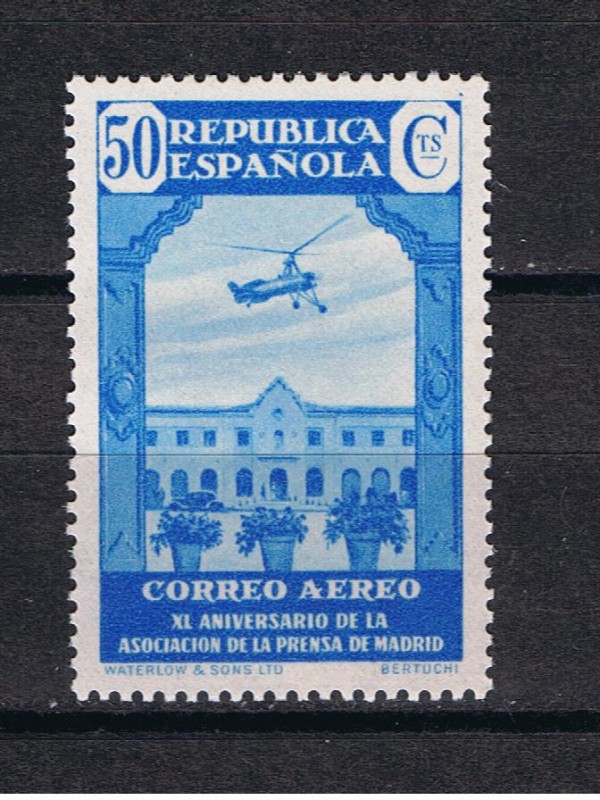 50 REPUBLICA CTS
ESPAÑOLA
CORREO AEREO
XL ANIVERSARIO DE LA
ASOCIACION DE LA PRENSA DE MADRID
WATERLOW & SONS LTD BERTUCHI